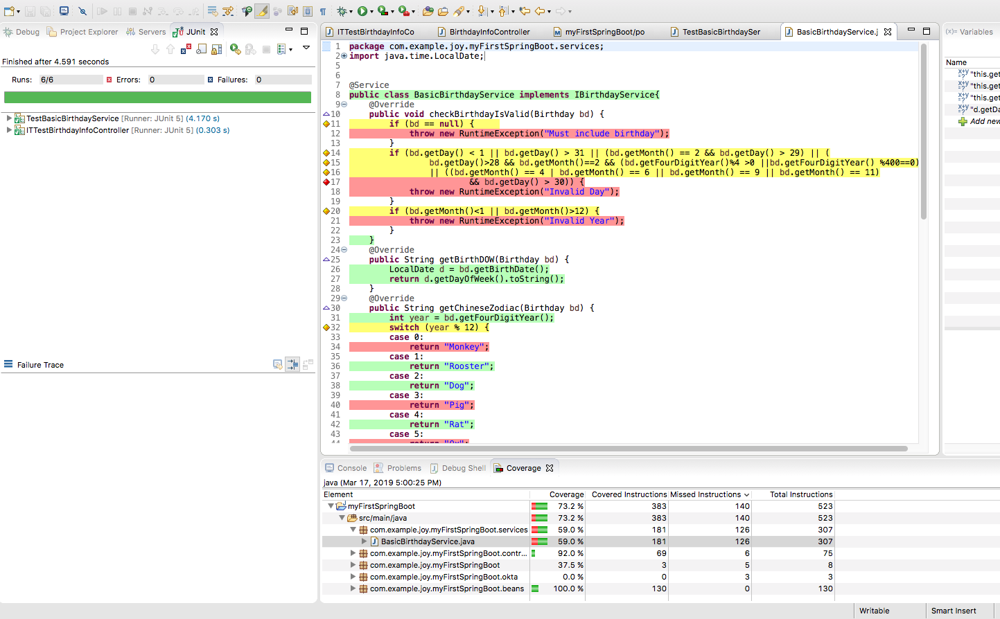 Debug Project Explorer Servers JUnit
Finished after 4.591 seconds
Runs: 6/6 Errors: 0 Failures: 0
TestBasicBirthdayService [Runner: JUnit 5] (4.170 s)
ITTestBirthdayInfoController [Runner: JUnit 5] (0.303 s)
Failure Trace
ITTestBirthdayInfoCo BirthdayInfoController myFirstSpringBoot/po TestBasicBirthdaySer BasicBirthdayService.j
1 package com.example.joy.myFirstSpringBoot.services;
2 import java.time.LocalDate;
5
6
7 @Service
8 public class BasicBirthdayService implements IBirthdayService{
9 @Override
10 public void checkBirthdayIsValid(Birthday bd) {
11 if (bd == null) {
12 throw new RuntimeException("Must include birthday");
13 }
14 if (bd.getDay() < 1 || bd.getDay() > 31 || (bd.getMonth() == 2 && bd.getDay() > 29) || (
15 bd.getDay()>28 && bd.getMonth()==2 && (bd.getFourDigitYear()%4 >0 ||bd.getFourDigitYear() %400==0)
16 || ((bd.getMonth() == 4 | bd.getMonth() == 6 || bd.getMonth() == 9 || bd.getMonth() == 11)
17 && bd.getDay() > 30)) {
18 throw new RuntimeException("Invalid Day");
19 }
20 if (bd.getMonth()<1 || bd.getMonth()>12) {
21 throw new RuntimeException("Invalid Year");
22 }
23 }
24 @Override
25 public String getBirthDOW(Birthday bd) {
26 LocalDate d = bd.getBirthDate();
27 return d.getDayOfWeek().toString();
28 }
29 @Override
30 public String getChineseZodiac(Birthday bd) {
31 int year = bd.getFourDigitYear();
32 switch (year % 12) {
33 case 0:
34 return "Monkey";
35 case 1:
36 return "Rooster";
37 case 2:
38 return "Dog";
39 case 3:
40 return "Pig";
41 case 4:
42 return "Rat";
43 case 5:
44 return "Ox";
(x)= Variables
Name
"this.get
"this.get
"this.get
"d.getDa
Add new
Console Problems Debug Shell Coverage
java (Mar 17, 2019 5:00:25 PM)
Element Coverage Covered Instructions Missed Instructions Total Instructions
myFirstSpringBoot 73.2 % 383 140 523
src/main/java 73.2 % 383 140 523
com.example.joy.myFirstSpringBoot.services 59.0 % 181 126 307
BasicBirthdayService.java 59.0 % 181 126 307
com.example.joy.myFirstSpringBoot.contr... 92.0 % 69 6 75
com.example.joy.myFirstSpringBoot 37.5 % 3 5 8
com.example.joy.myFirstSpringBoot.okta 0.0 % 0 3 3
com.example.joy.myFirstSpringBoot.beans 100.0 % 130 0 130
Writable Smart Insert